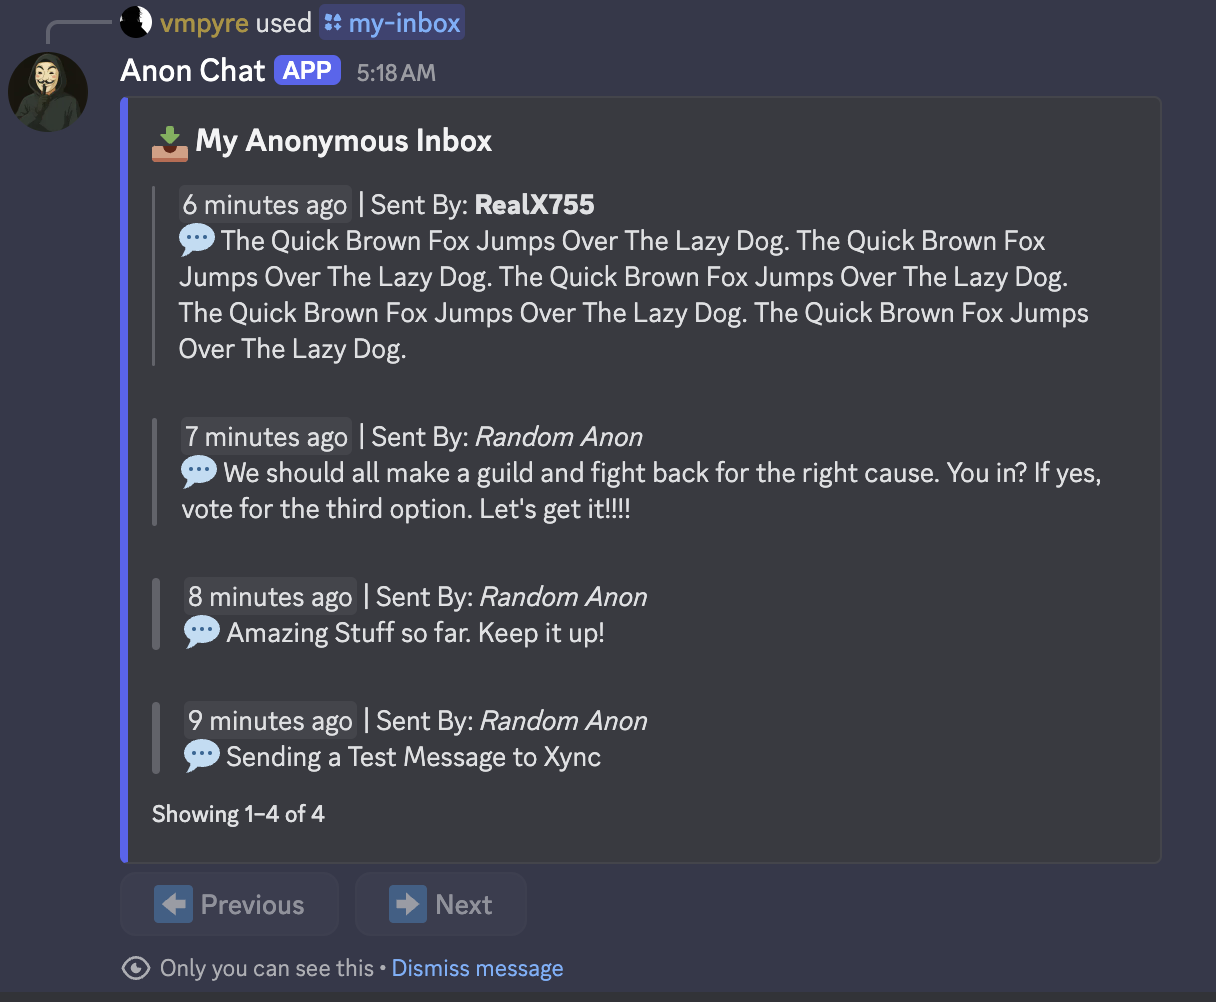 vmpyre used my-inbox
Anon Chat APP 5:18 AM
My Anonymous Inbox
6 minutes ago | Sent By: RealX755
The Quick Brown Fox Jumps Over The Lazy Dog. The Quick Brown Fox
Jumps Over The Lazy Dog. The Quick Brown Fox Jumps Over The Lazy Dog.
The Quick Brown Fox Jumps Over The Lazy Dog. The Quick Brown Fox Jumps
Over The Lazy Dog.
7 minutes ago | Sent By: Random Anon
We should all make a guild and fight back for the right cause. You in? If yes,
vote for the third option. Let's get it!!!!
8 minutes ago | Sent By: Random Anon
Amazing Stuff so far. Keep it up!
9 minutes ago | Sent By: Random Anon
Sending a Test Message to Xync
Showing 1–4 of 4
Previous Next
Only you can see this • Dismiss message